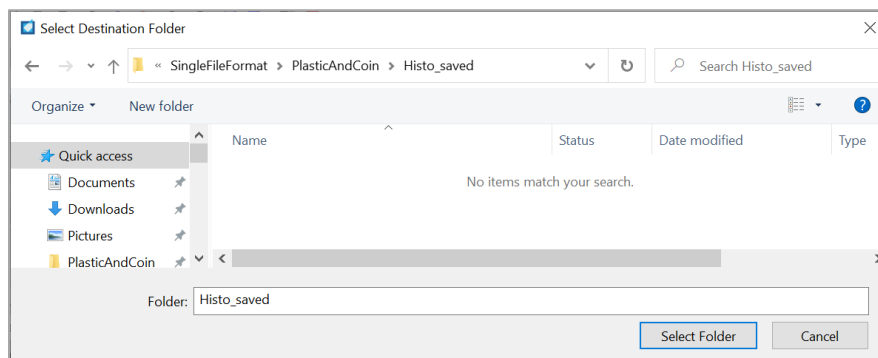 Select Destination Folder
« SingleFileFormat > PlasticAndCoin > Histo_saved
Search Histo_saved
Organize
New folder
?
Name
Status
Date modified
Type
Quick access
No items match your search.
Documents
Downloads
Pictures
PlasticAndCoin
Folder: Histo_saved
Select Folder
Cancel